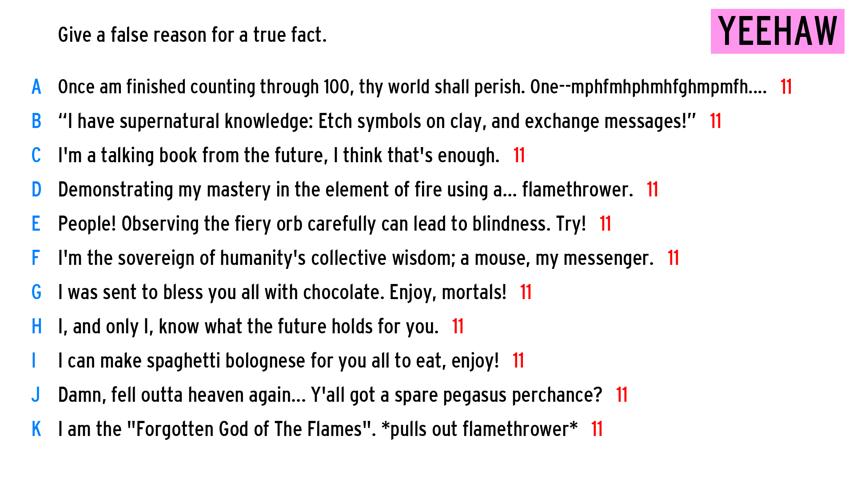 Give a false reason for a true fact.
YEEHAW
A Once am finished counting through 100, thy world shall perish. One--mphfmhphmhfghmpmfh.... 11
B “I have supernatural knowledge: Etch symbols on clay, and exchange messages!” 11
C I'm a talking book from the future, I think that's enough. 11
D Demonstrating my mastery in the element of fire using a... flamethrower. 11
E People! Observing the fiery orb carefully can lead to blindness. Try! 11
F I'm the sovereign of humanity's collective wisdom; a mouse, my messenger. 11
G I was sent to bless you all with chocolate. Enjoy, mortals! 11
H I, and only I, know what the future holds for you. 11
I I can make spaghetti bolognese for you all to eat, enjoy! 11
J Damn, fell outta heaven again... Y'all got a spare pegasus perchance? 11
K I am the "Forgotten God of The Flames". *pulls out flamethrower* 11